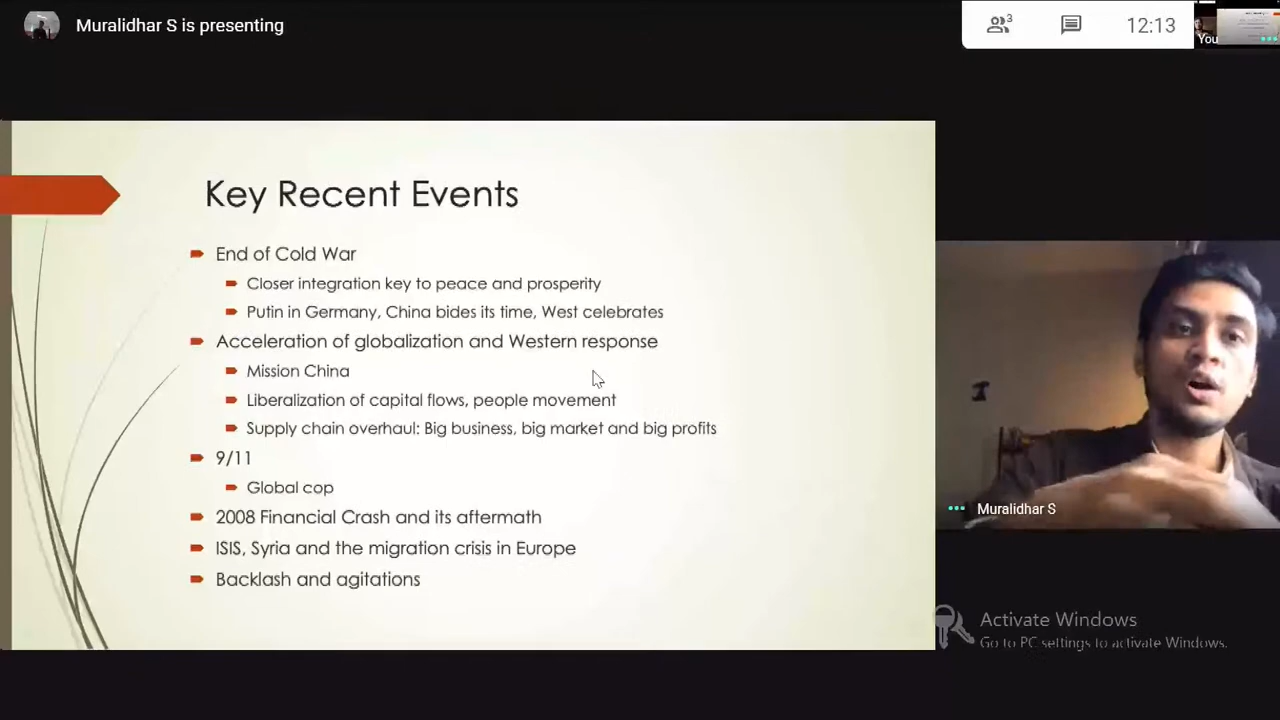 Muralidhar S is presenting
3
12:13
You
Key Recent Events
End of Cold War
Closer integration key to peace and prosperity
Putin in Germany, China bides its time, West celebrates
Acceleration of globalization and Western response
Mission China
Liberalization of capital flows, people movement
Supply chain overhaul: Big business, big market and big profits
9/11
Global cop
2008 Financial Crash and its aftermath
ISIS, Syria and the migration crisis in Europe
Backlash and agitations
Muralidhar S
Activate Windows
Go to PC settings to activate Windows.